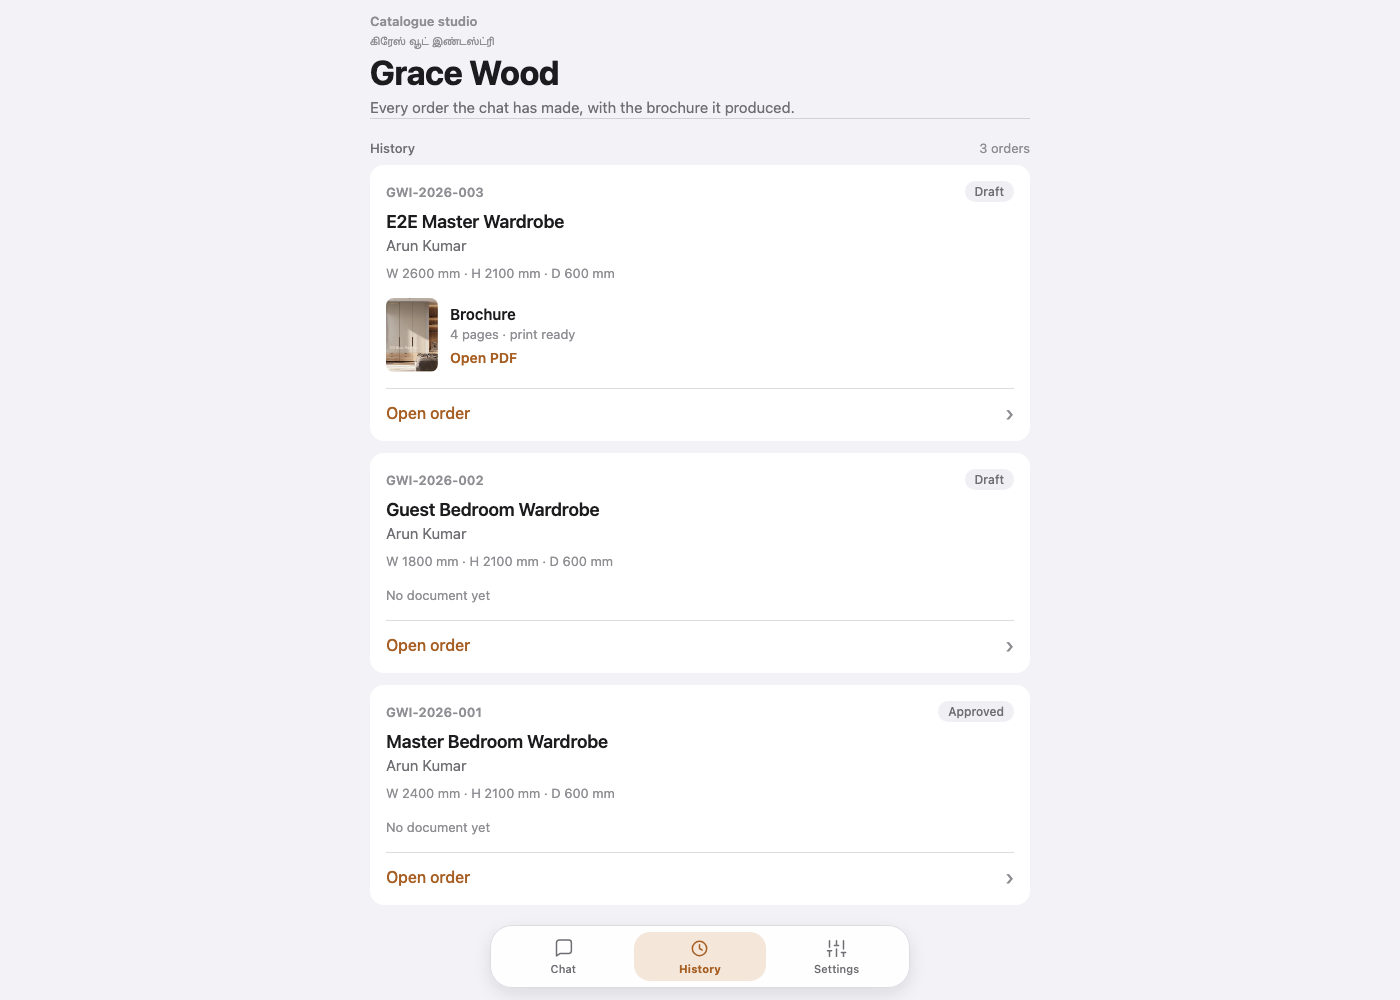 Catalogue studio
கிரேஸ் வூட் இண்டஸ்ட்ரி
Grace Wood
Every order the chat has made, with the brochure it produced.
History
3 orders
GWI-2026-003
Draft
E2E Master Wardrobe
Arun Kumar
W 2600 mm · H 2100 mm · D 600 mm
Brochure
4 pages · print ready
Open PDF
Open order
GWI-2026-002
Draft
Guest Bedroom Wardrobe
Arun Kumar
W 1800 mm · H 2100 mm · D 600 mm
No document yet
Open order
GWI-2026-001
Approved
Master Bedroom Wardrobe
Arun Kumar
W 2400 mm · H 2100 mm · D 600 mm
No document yet
Open order
Chat
History
Settings